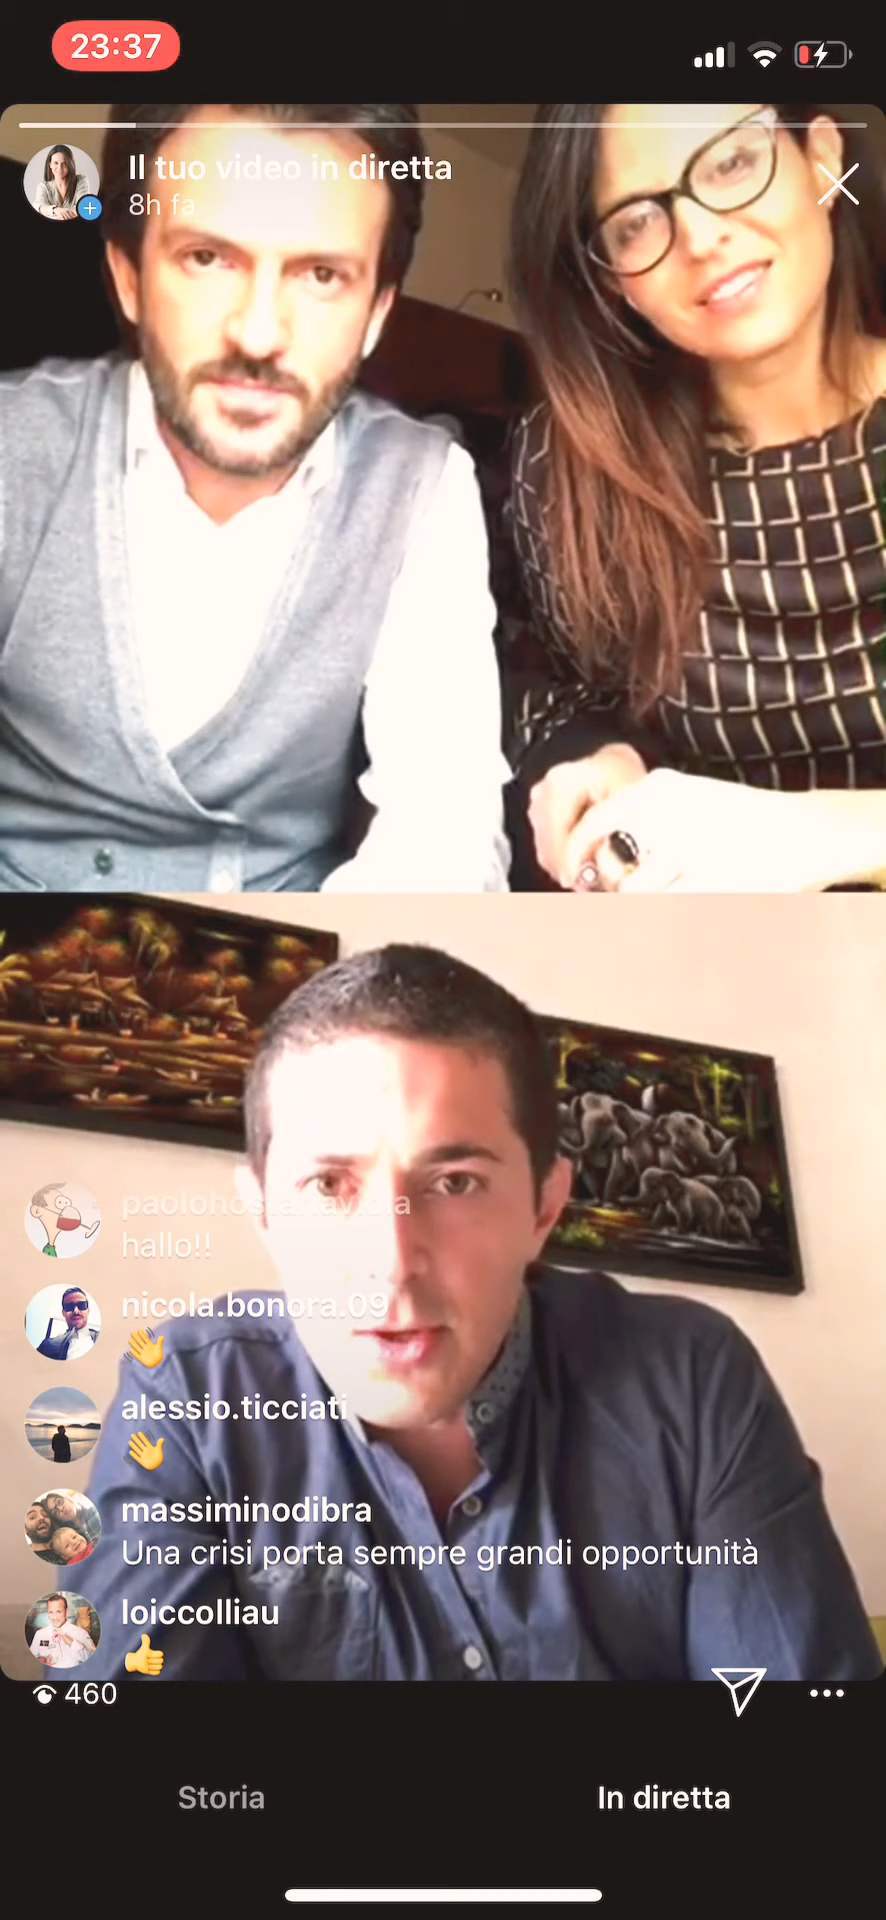 23:37
Il tuo video in diretta
8h fa
hallo!!
nicola.bonora.09
👋
alessio.ticciati
👋
massiminodibra
Una crisi porta sempre grandi opportunità
loiccolliau
👍
460
Storia
In diretta